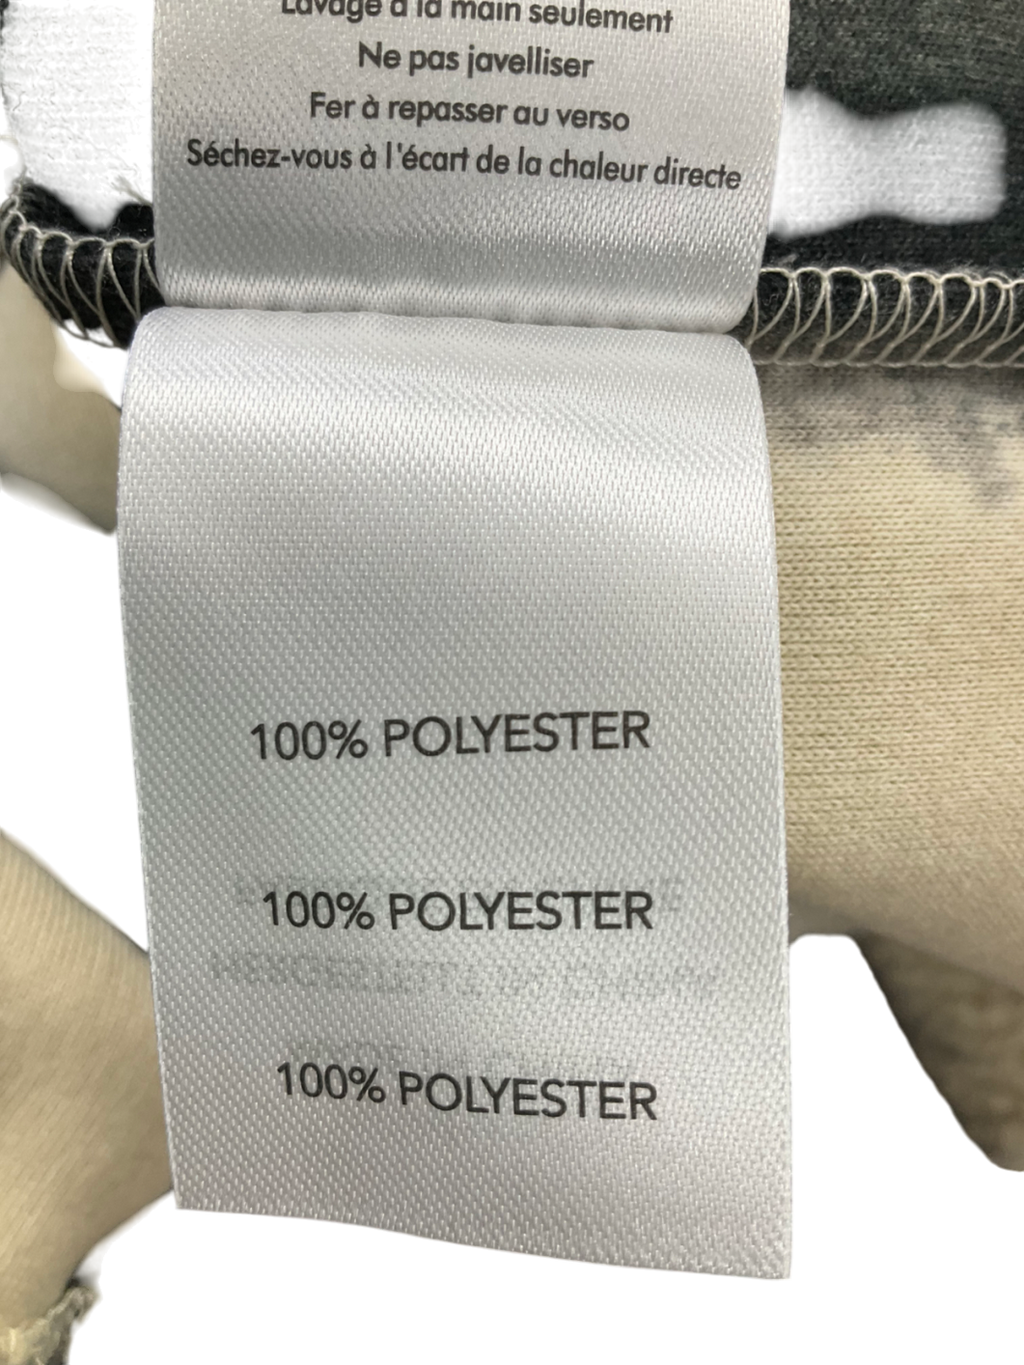 Lavage à la main seulement
Ne pas javelliser
Fer à repasser au verso
Séchez-vous à l'écart de la chaleur directe
100% POLYESTER
100% POLYESTER
100% POLYESTER